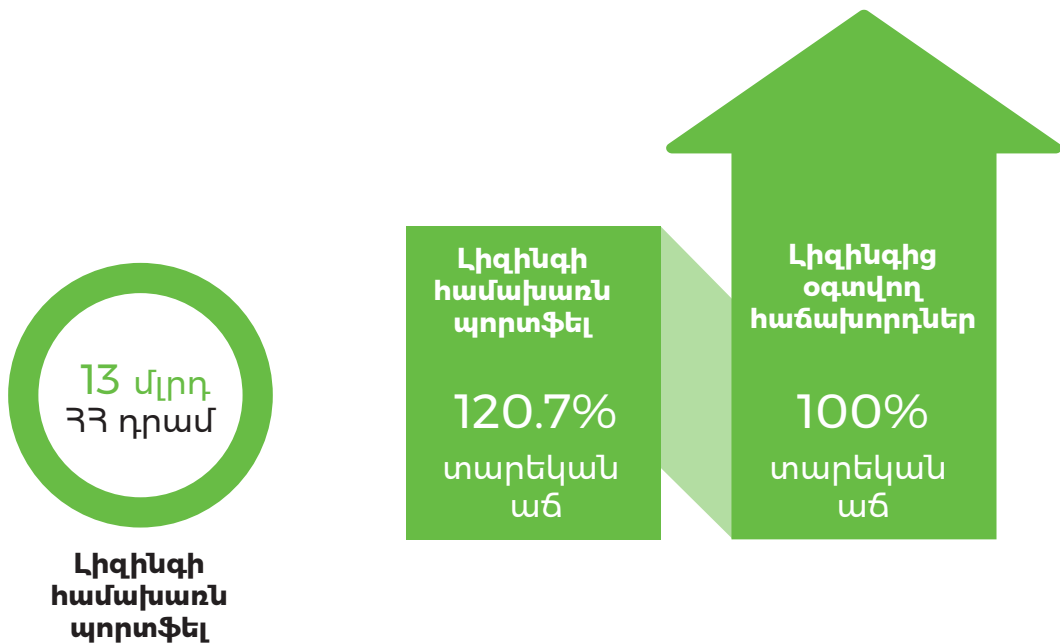 13 մլրդ
ՀՀ դրամ
Լիզինգի
համախառն
պորտֆել
Լիզինգի
համախառն
պորտֆել
120.7%
տարեկան
աճ
Լիզինգից
օգտվող
հաճախորդներ
100%
տարեկան
աճ